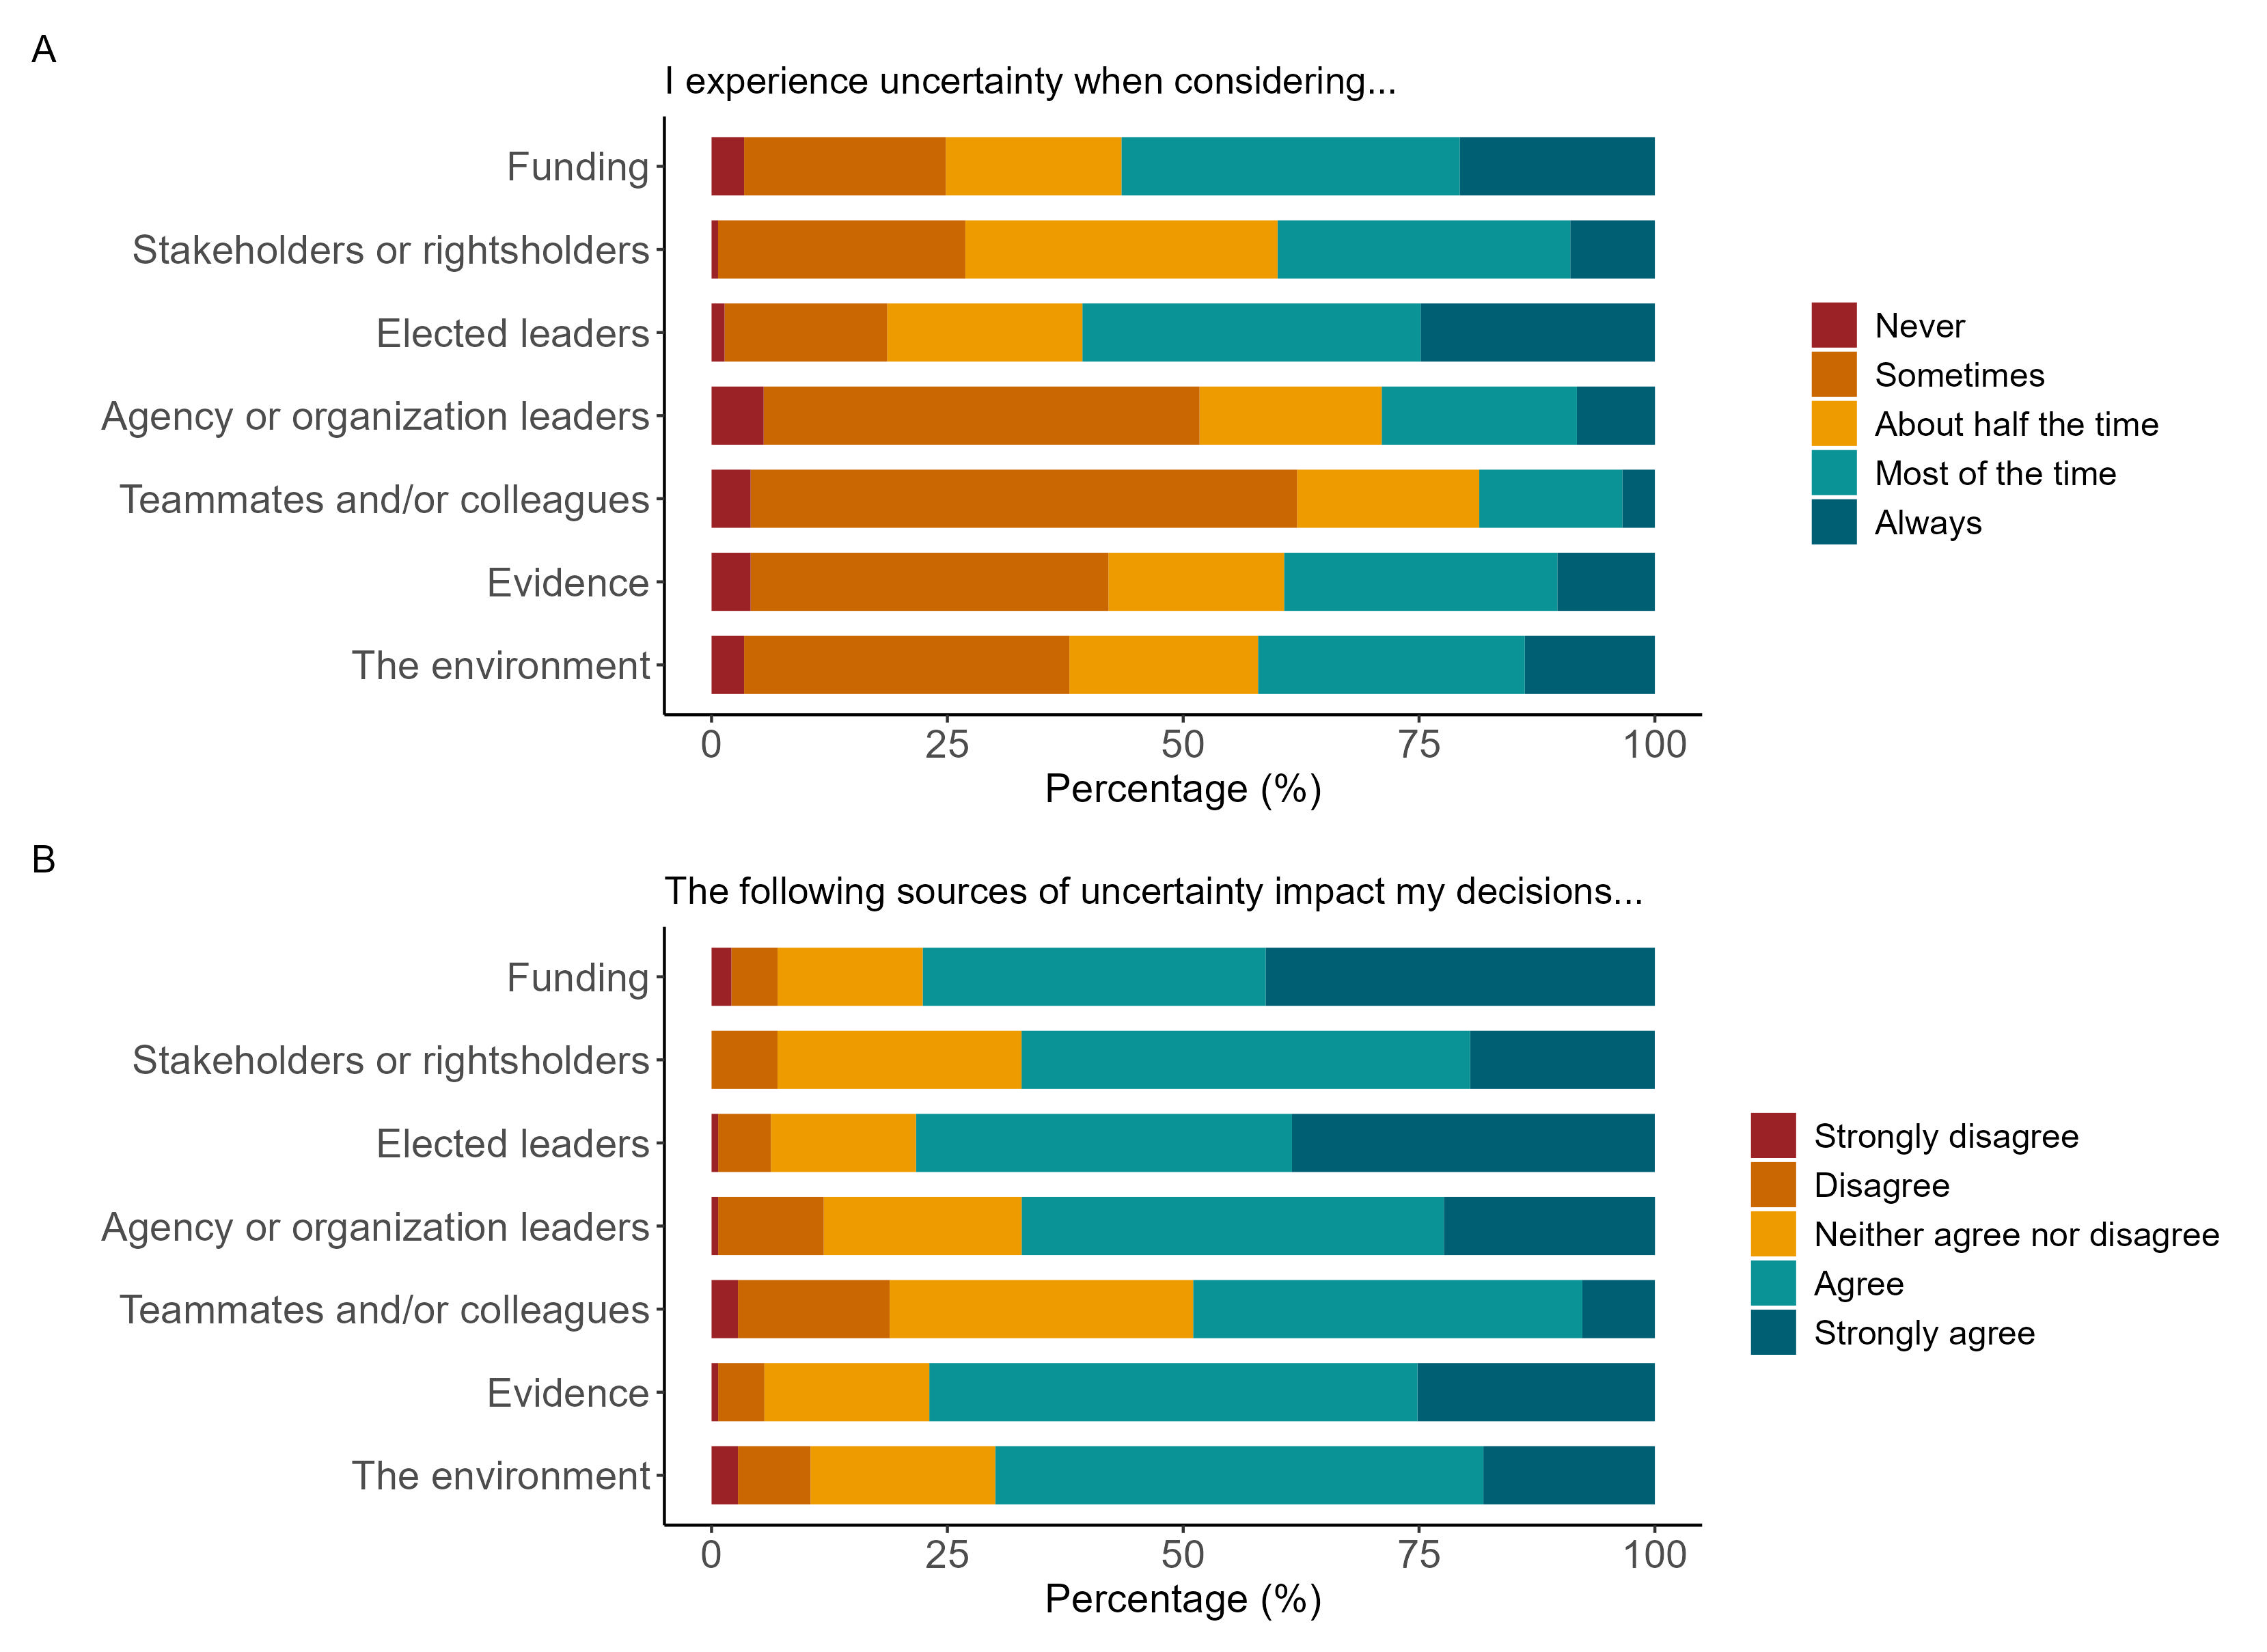 A
I experience uncertainty when considering...
Funding
Stakeholders or rightsholders
Elected leaders
Agency or organization leaders
Teammates and/or colleagues
Evidence
The environment
0 25 50 75 100
Percentage (%)
Never
Sometimes
About half the time
Most of the time
Always
B
The following sources of uncertainty impact my decisions...
Funding
Stakeholders or rightsholders
Elected leaders
Agency or organization leaders
Teammates and/or colleagues
Evidence
The environment
0 25 50 75 100
Percentage (%)
Strongly disagree
Disagree
Neither agree nor disagree
Agree
Strongly agree